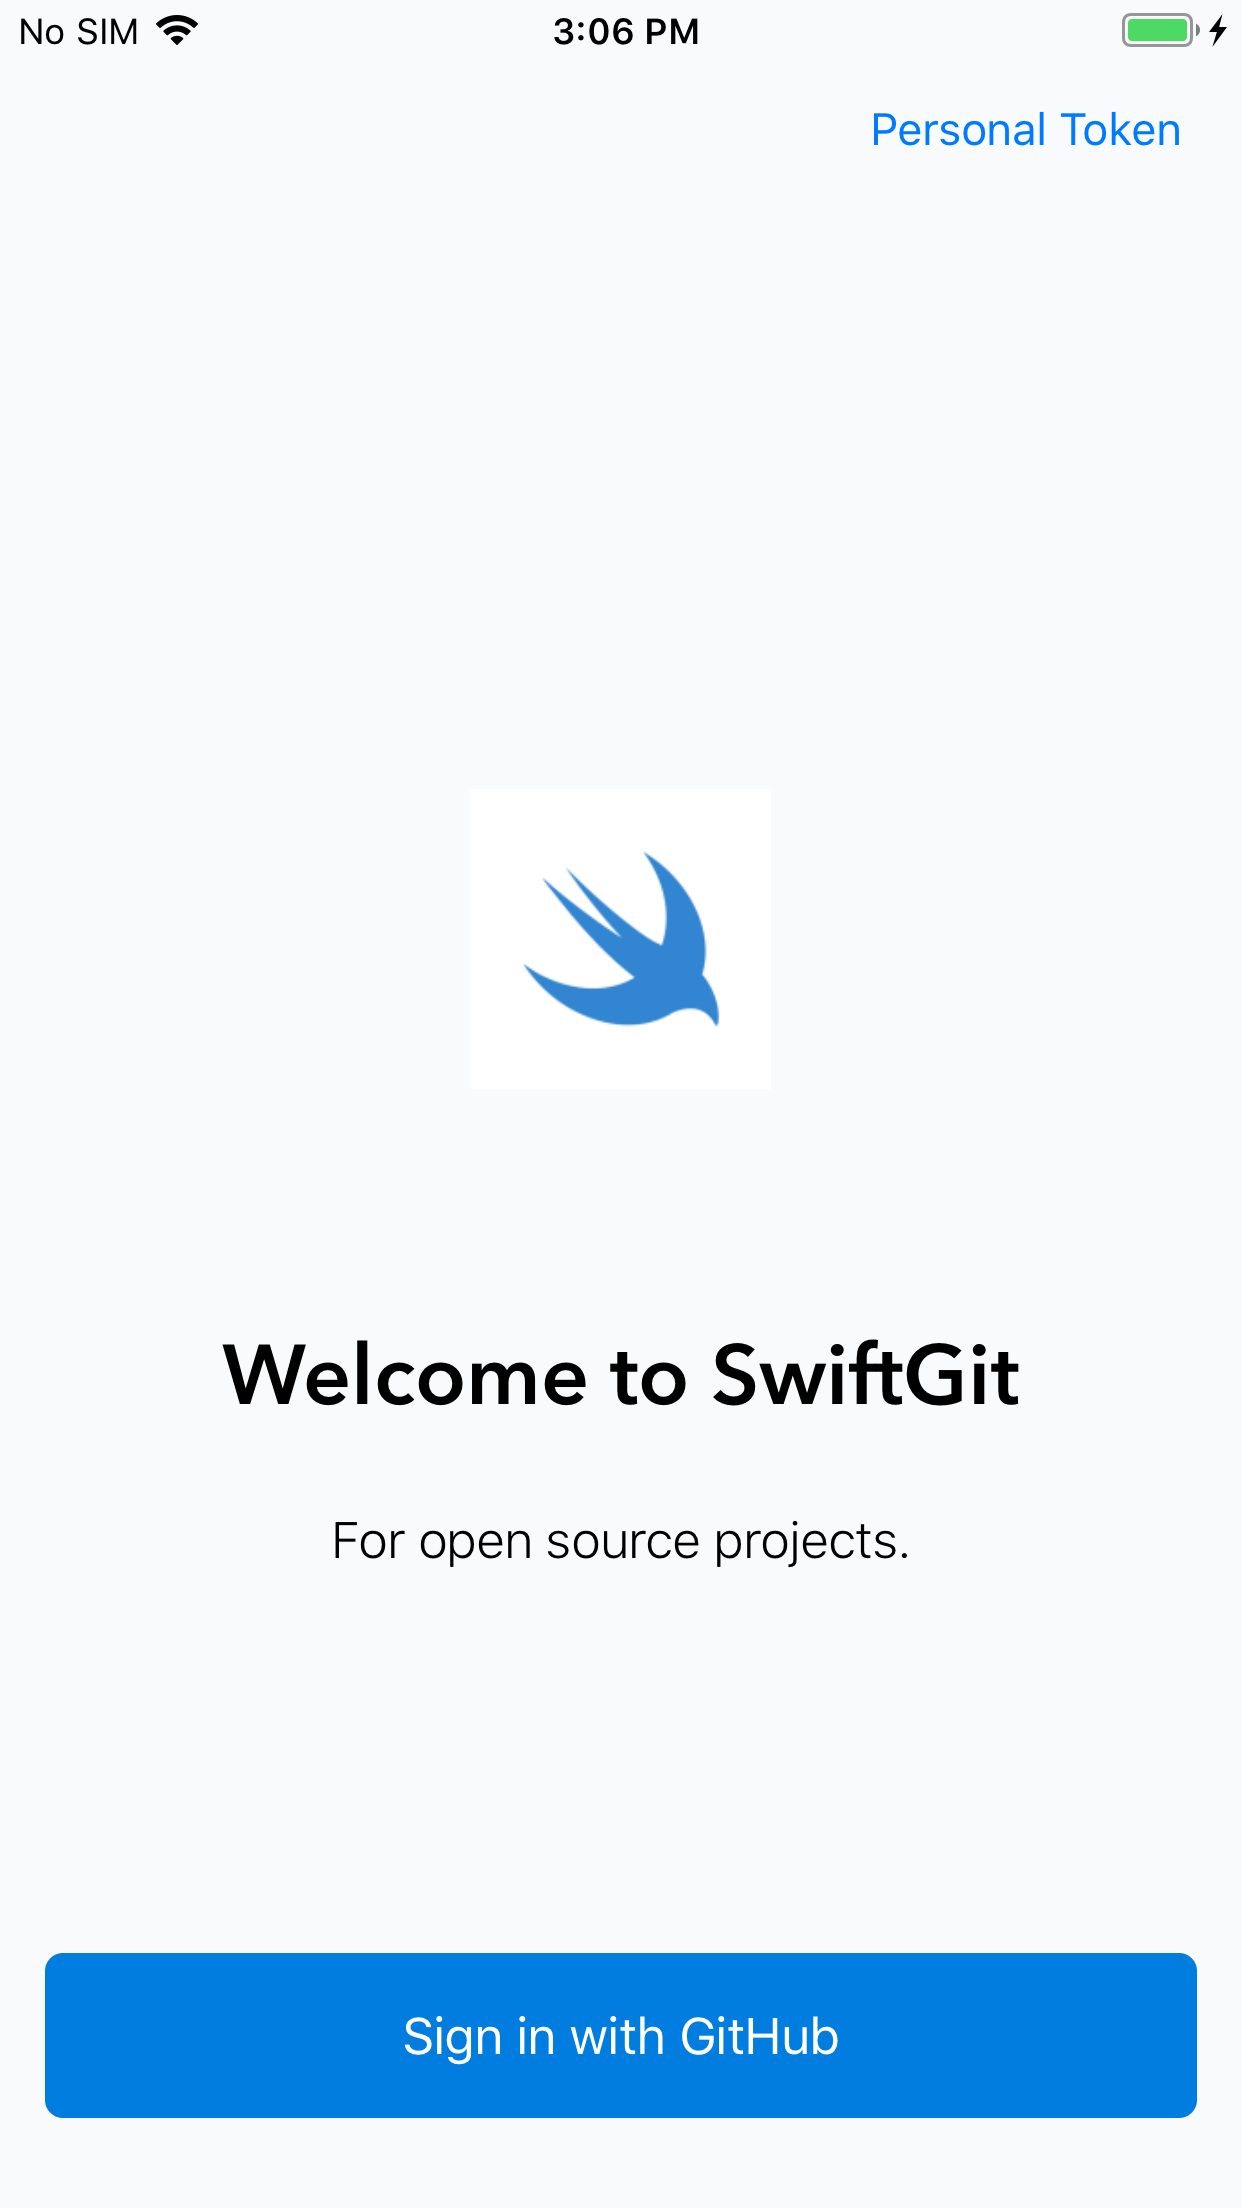 No SIM 3:06 PM
Personal Token
Welcome to SwiftGit
For open source projects.
Sign in with GitHub